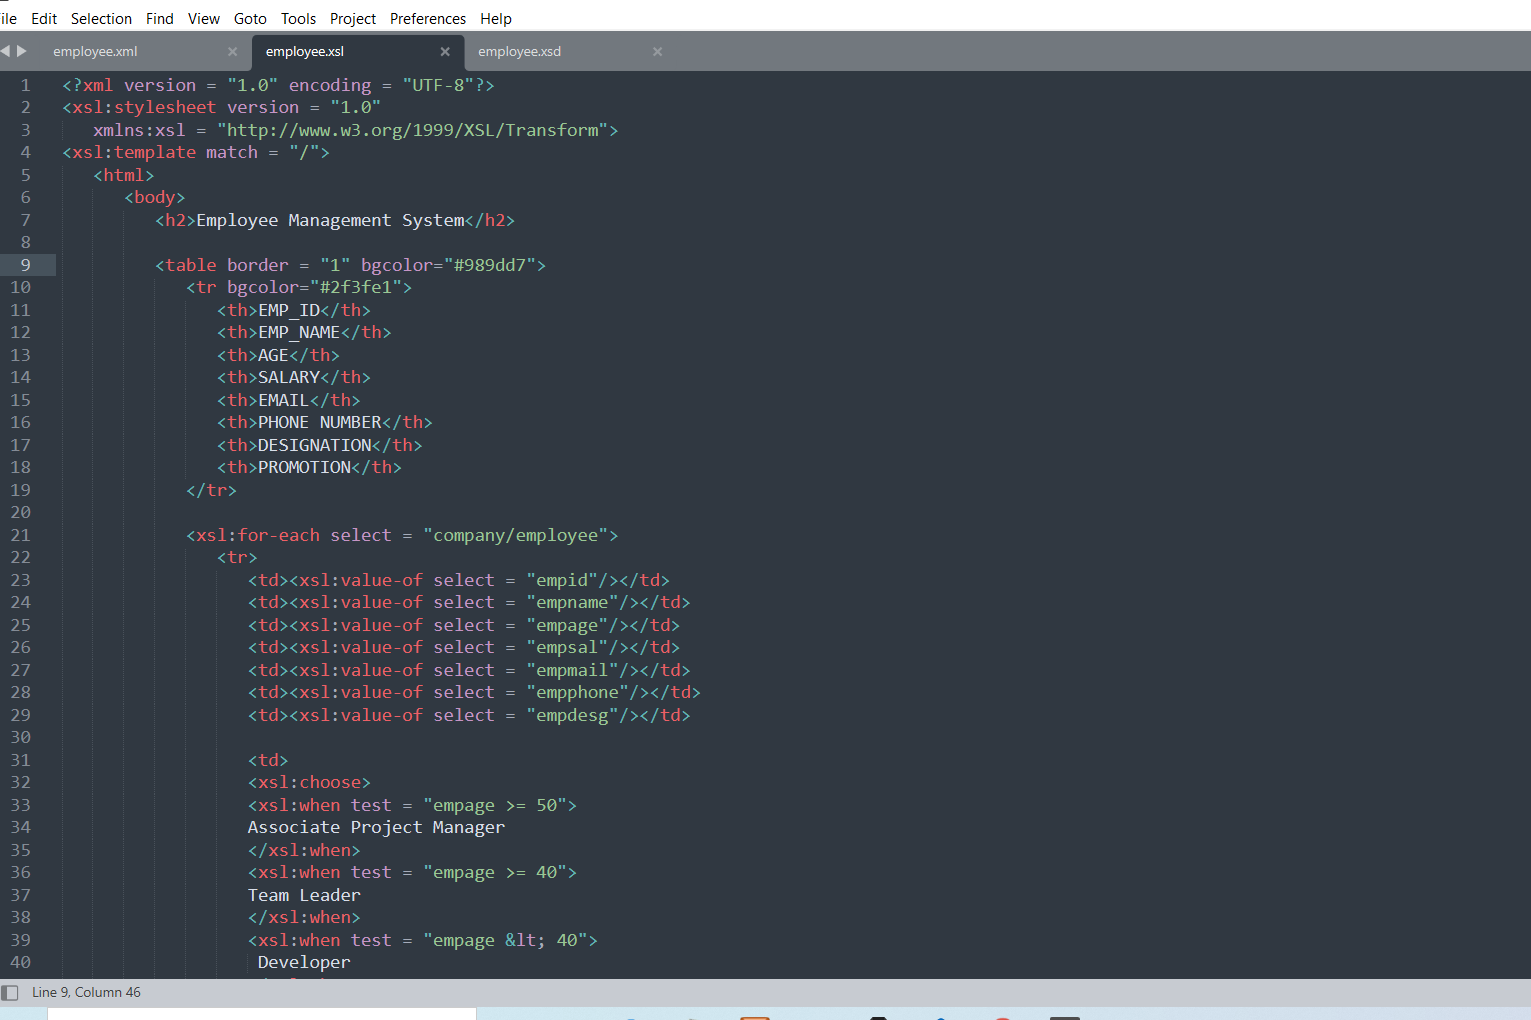 ile Edit Selection Find View Goto Tools Project Preferences Help
employee.xml × employee.xsl × employee.xsd ×
1 <?xml version = "1.0" encoding = "UTF-8"?>
2 <xsl:stylesheet version = "1.0"
3 xmlns:xsl = "http://www.w3.org/1999/XSL/Transform">
4 <xsl:template match = "/">
5 <html>
6 <body>
7 <h2>Employee Management System</h2>
8
9 <table border = "1" bgcolor="#989dd7">
10 <tr bgcolor="#2f3fe1">
11 <th>EMP_ID</th>
12 <th>EMP_NAME</th>
13 <th>AGE</th>
14 <th>SALARY</th>
15 <th>EMAIL</th>
16 <th>PHONE NUMBER</th>
17 <th>DESIGNATION</th>
18 <th>PROMOTION</th>
19 </tr>
20
21 <xsl:for-each select = "company/employee">
22 <tr>
23 <td><xsl:value-of select = "empid"/></td>
24 <td><xsl:value-of select = "empname"/></td>
25 <td><xsl:value-of select = "empage"/></td>
26 <td><xsl:value-of select = "empsal"/></td>
27 <td><xsl:value-of select = "empmail"/></td>
28 <td><xsl:value-of select = "empphone"/></td>
29 <td><xsl:value-of select = "empdesg"/></td>
30
31 <td>
32 <xsl:choose>
33 <xsl:when test = "empage >= 50">
34 Associate Project Manager
35 </xsl:when>
36 <xsl:when test = "empage >= 40">
37 Team Leader
38 </xsl:when>
39 <xsl:when test = "empage &lt; 40">
40 Developer
Line 9, Column 46